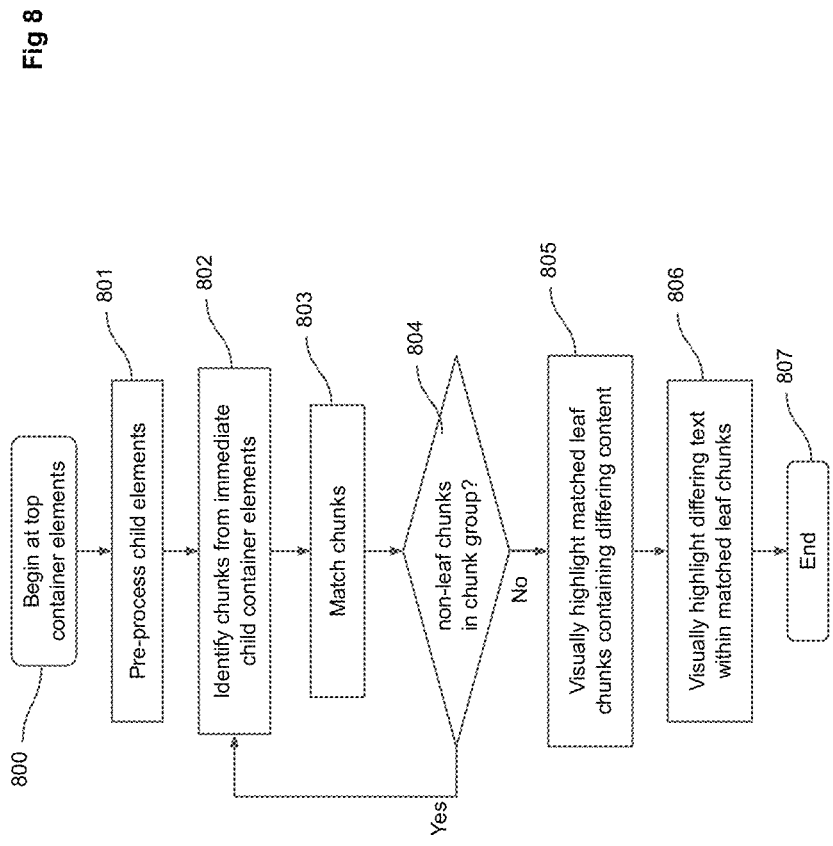 Fig 8
Begin at top
container elements
800
Pre-process child elements
801
Identify chunks from immediate
child container elements
802
Match chunks
803
non-leaf chunks
in chunk group?
804
Yes
No
Visually highlight matched leaf
chunks containing differing content
805
Visually highlight differing text
within matched leaf chunks
806
End
807